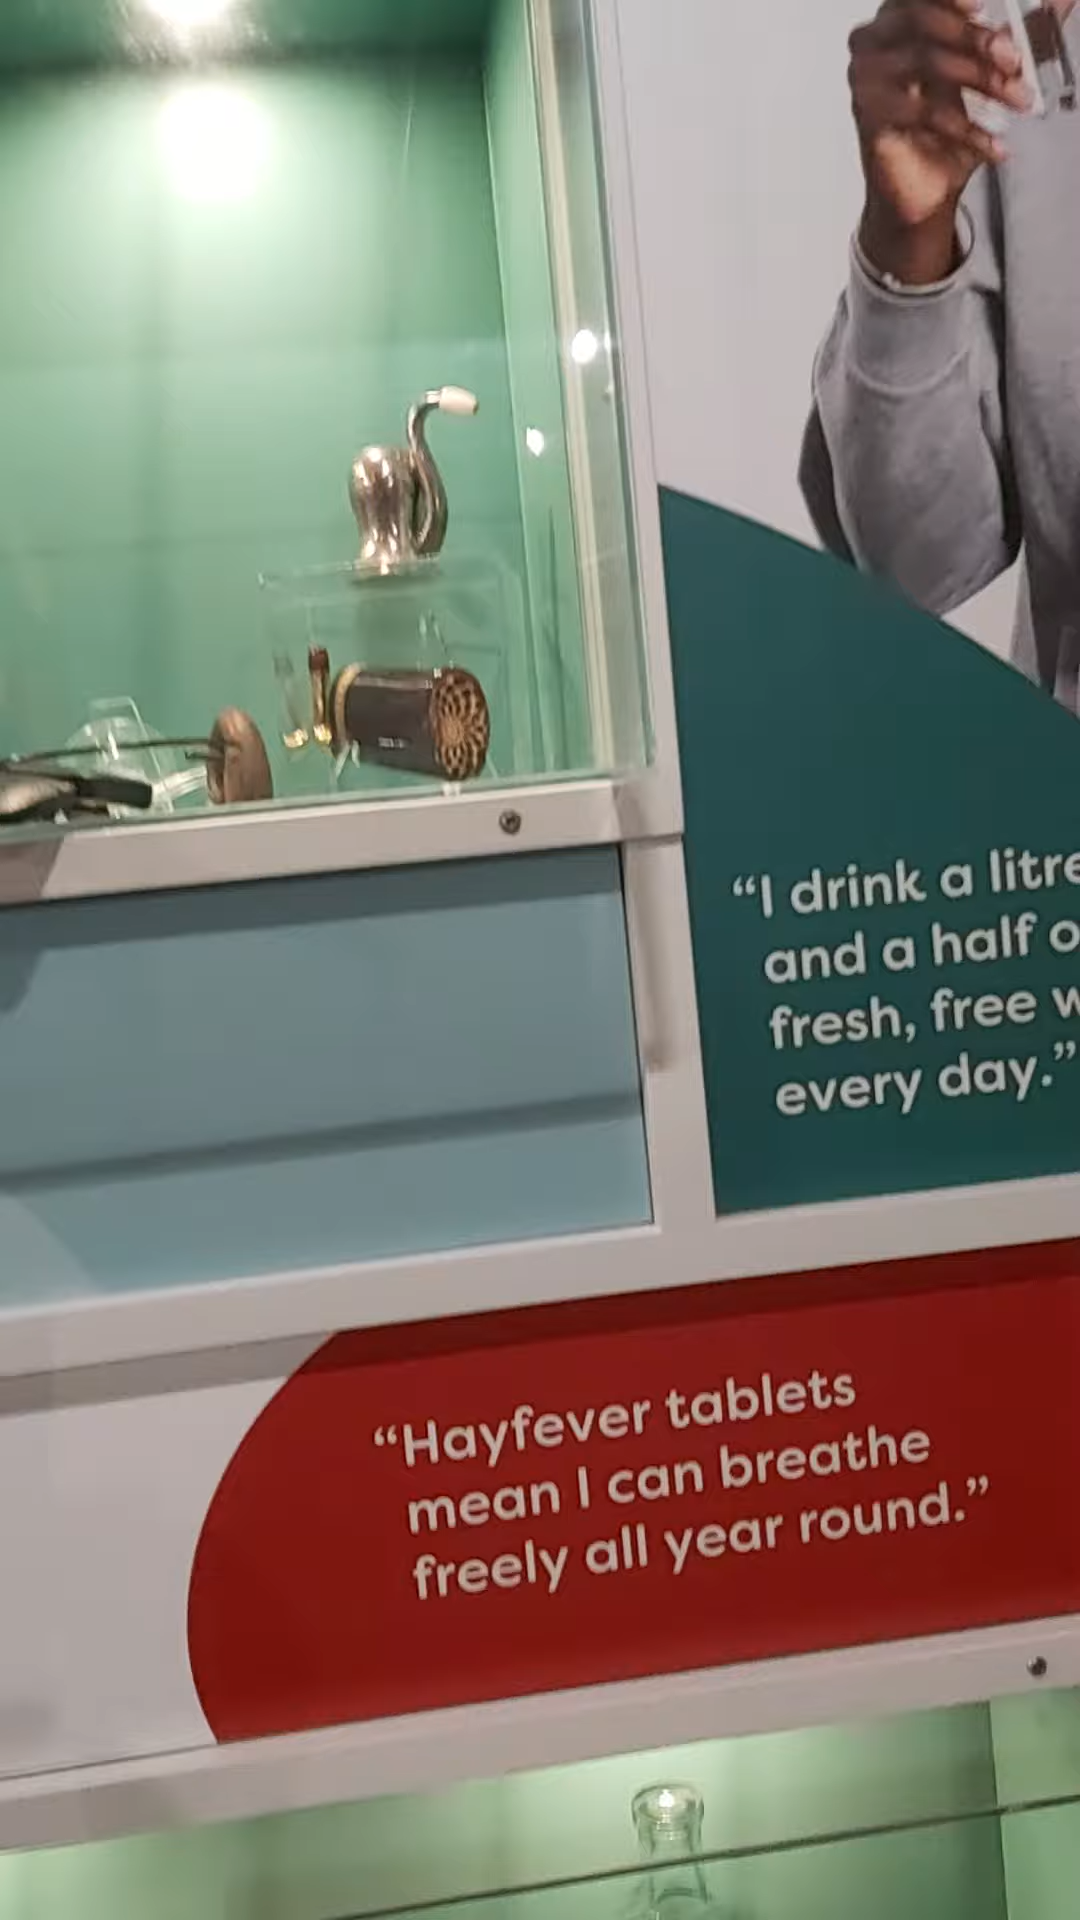 “I drink a litre
and a half o
fresh, free w
every day.”
“Hayfever tablets
mean I can breathe
freely all year round.”